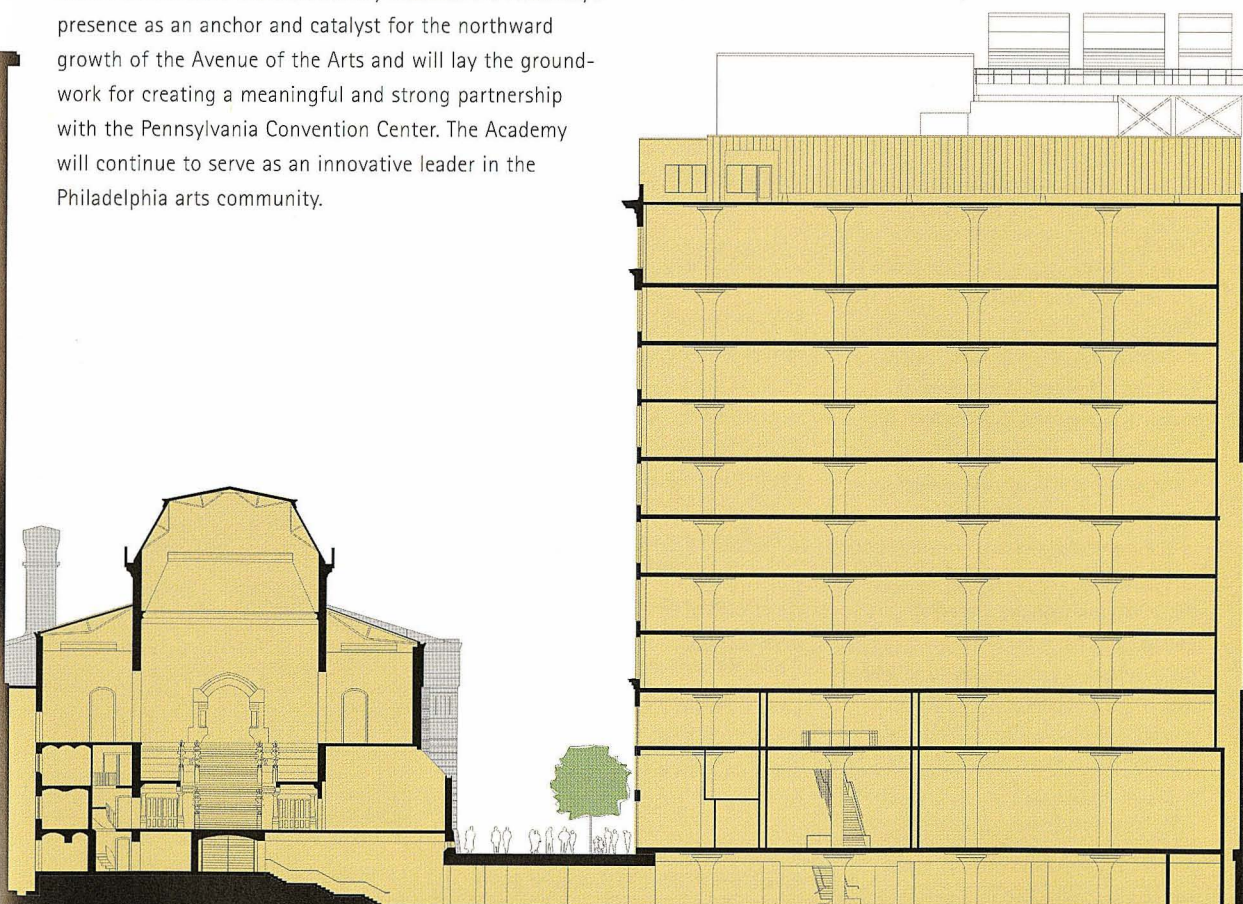 presence as an anchor and catalyst for the northward
growth of the Avenue of the Arts and will lay the ground-
work for creating a meaningful and strong partnership
with the Pennsylvania Convention Center. The Academy
will continue to serve as an innovative leader in the
Philadelphia arts community.